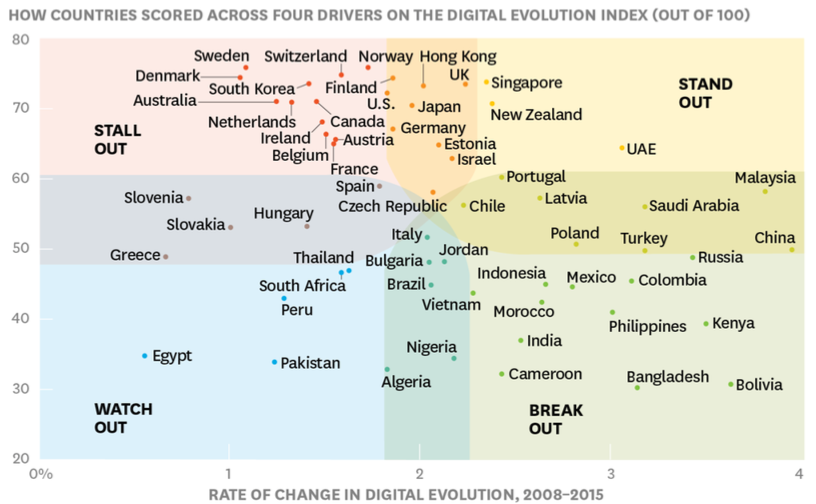 HOW COUNTRIES SCORED ACROSS FOUR DRIVERS ON THE DIGITAL EVOLUTION INDEX (OUT OF 100)
80
Sweden
Switzerland
Norway
Hong Kong
Denmark
South Korea
Finland
UK
Singapore
STAND
OUT
Australia
U.S.
Japan
New Zealand
70
Netherlands
Canada
STALL
OUT
Ireland
Austria
Germany
Belgium
Estonia
UAE
France
Israel
60
Spain
Portugal
Malaysia
Slovenia
Czech Republic
Chile
Latvia
Saudi Arabia
Slovakia
Hungary
Italy
Poland
Turkey
China
50
Greece
Thailand
Bulgaria
Jordan
Russia
South Africa
Brazil
Indonesia
Mexico
Colombia
Peru
Vietnam
Morocco
40
Philippines
Kenya
Egypt
Pakistan
Nigeria
India
Algeria
Cameroon
Bangladesh
Bolivia
30
WATCH
OUT
BREAK
OUT
20
0%
1
2
3
4
RATE OF CHANGE IN DIGITAL EVOLUTION, 2008–2015